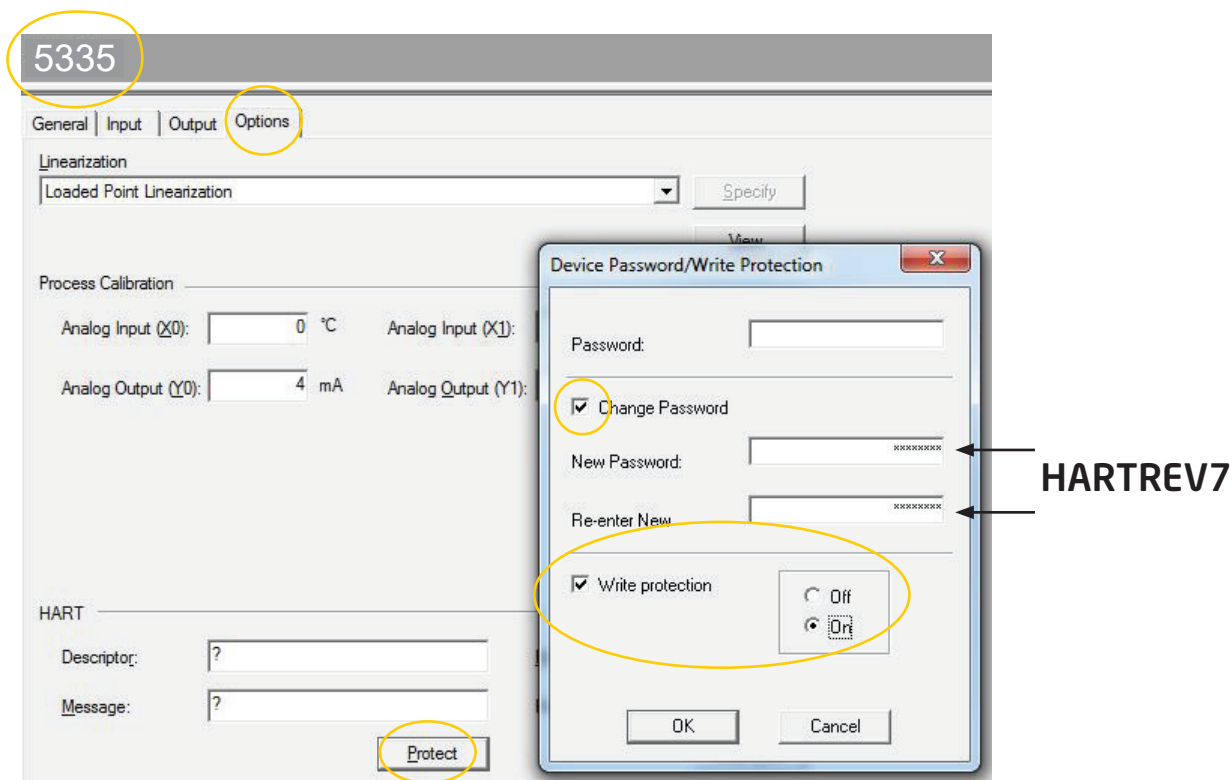 5335
General Input Output Options
Linearization
Loaded Point Linearization
Specify
View
Device Password/Write Protection
Process Calibration
Analog Input (X0): 0 °C Analog Input (X1):
Analog Output (Y0): 4 mA Analog Output (Y1):
Password:
Change Password
New Password: ********
Re-enter New ********
HARTREV7
Write protection
Off
On
HART
Descriptor: ?
Message: ?
Protect
OK Cancel